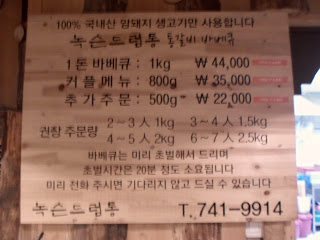 100% 국내산 암돼지 생고기만 사용합니다
녹슨드럼통 통갈비 바베큐
1톤 바베큐 : 1kg ₩ 44,000
커플메뉴 : 800g ₩ 35,000
추가주문 : 500g ₩ 22,000
권장 주문량
2~3人 1kg 3~4人 1,5kg
4~5人 2kg 6~7人 2.5kg
바베큐는 미리 초벌해서 드리며
초벌시간은 20분 정도 소요됩니다
미리 전화 주시면 기다리지 않고 드실 수 있습니다
녹슨드럼통 T.741-9914